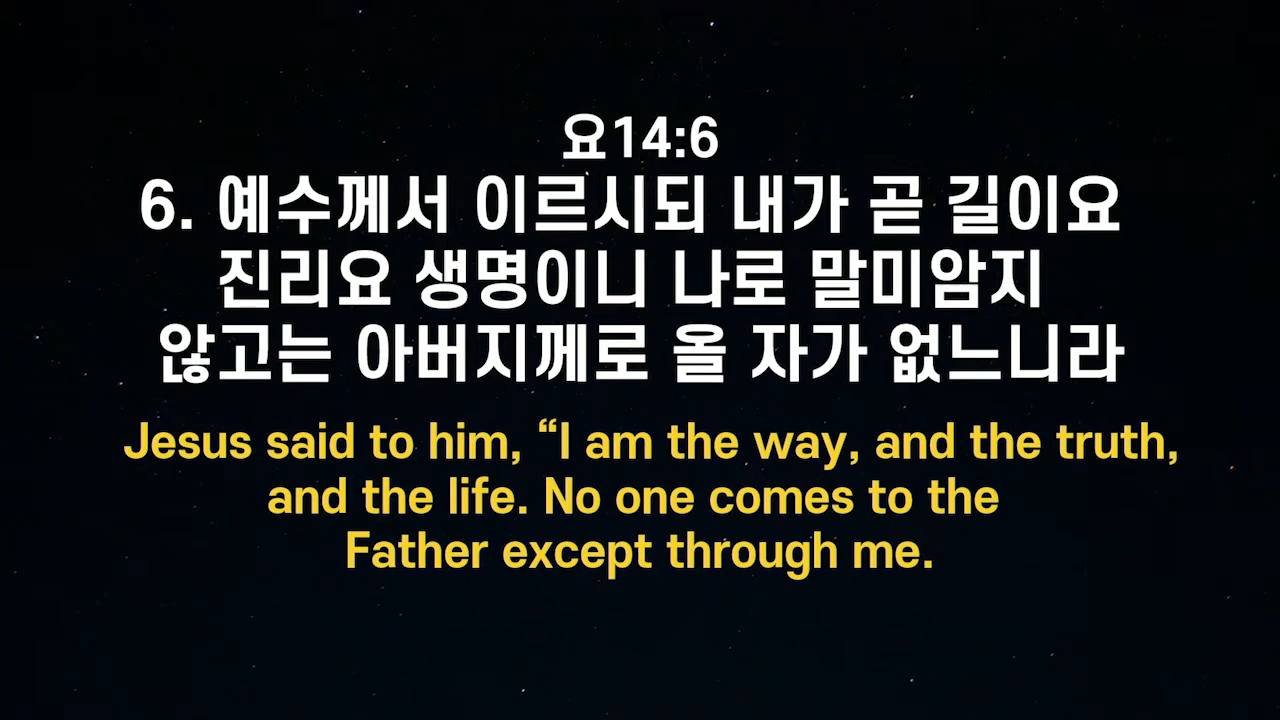 요14:6
6. 예수께서 이르시되 내가 곧 길이요
진리요 생명이니 나로 말미암지
않고는 아버지께로 올 자가 없느니라
Jesus said to him, “I am the way, and the truth,
and the life. No one comes to the
Father except through me.